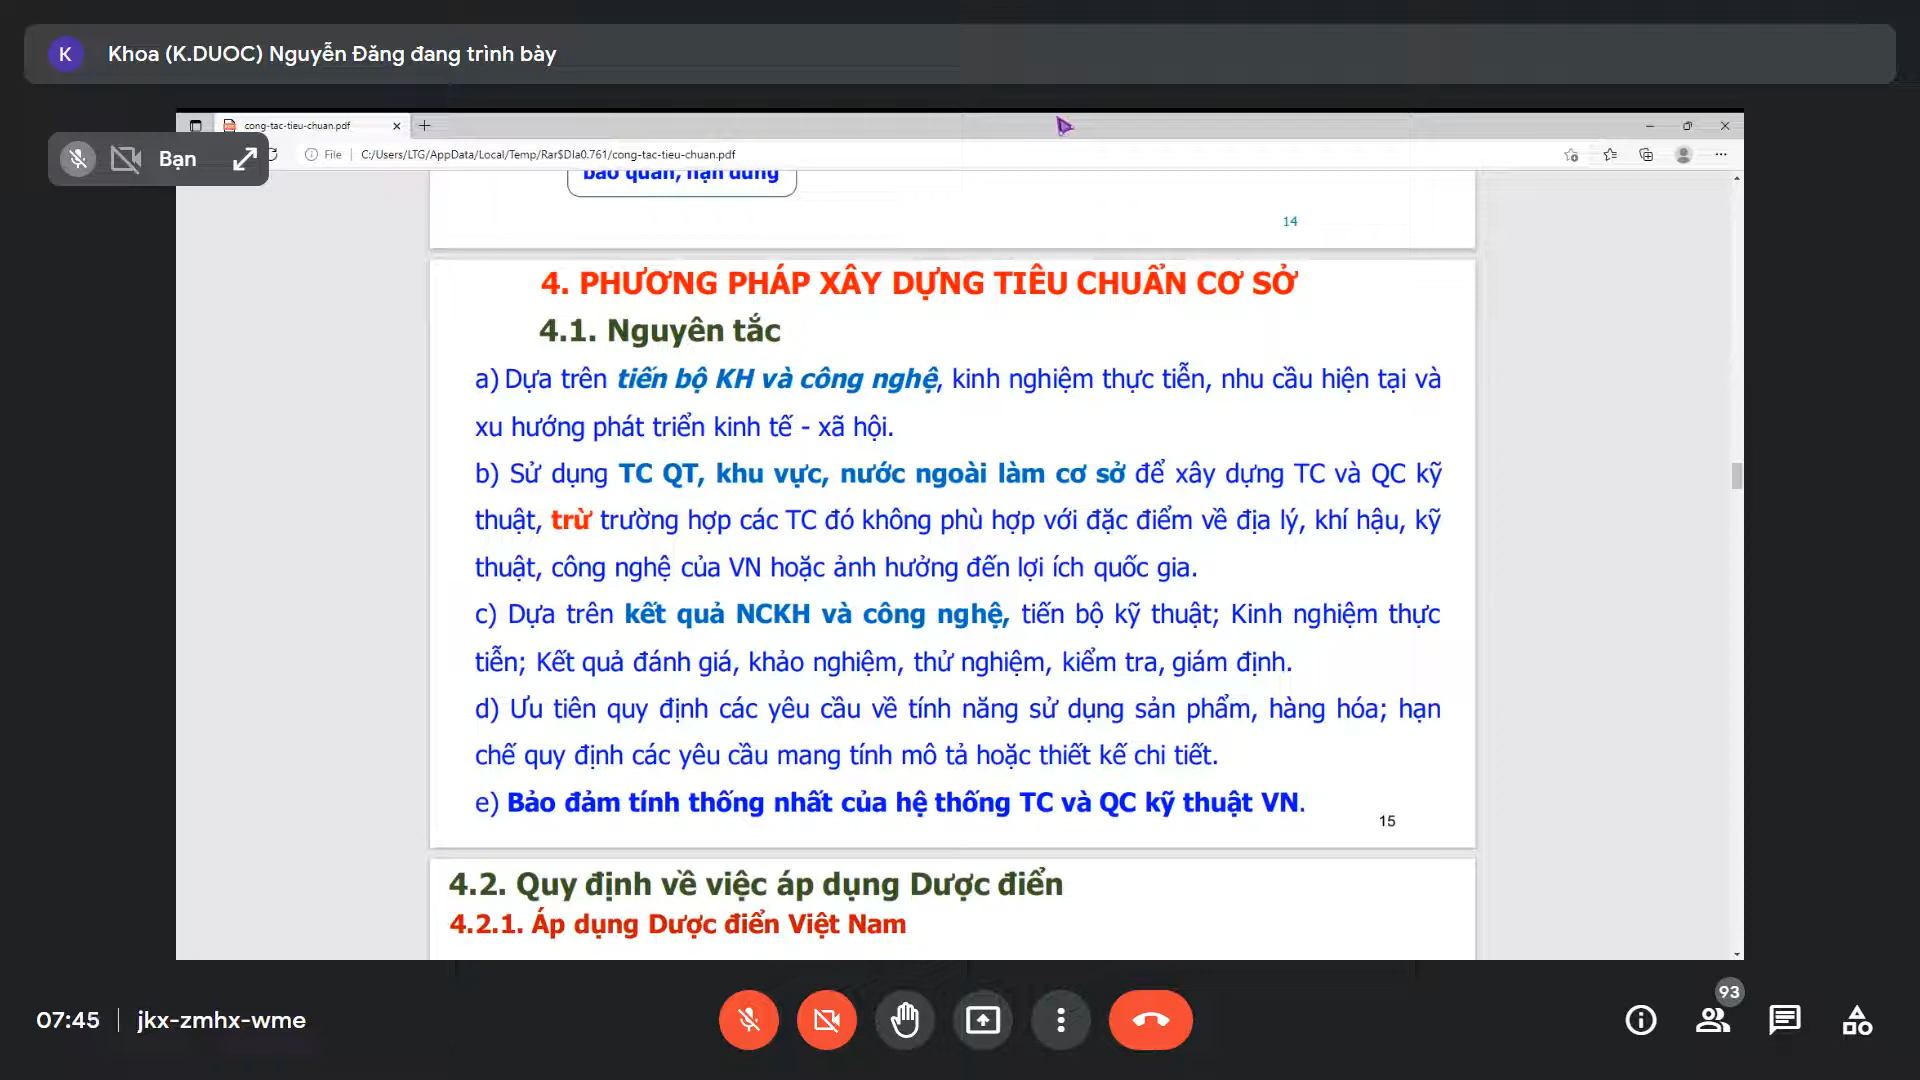 K Khoa (K.DUOC) Nguyễn Đăng đang trình bày
cong-tac-tieu-chuan.pdf
Bạn
File C:/Users/LTG/AppData/Local/Temp/Rar$DIa0.761/cong-tac-tieu-chuan.pdf
bảo quản, hạn dùng
14
4. PHƯƠNG PHÁP XÂY DỰNG TIÊU CHUẨN CƠ SỞ
4.1. Nguyên tắc
a) Dựa trên tiến bộ KH và công nghệ, kinh nghiệm thực tiễn, nhu cầu hiện tại và
xu hướng phát triển kinh tế - xã hội.
b) Sử dụng TC QT, khu vực, nước ngoài làm cơ sở để xây dựng TC và QC kỹ
thuật, trừ trường hợp các TC đó không phù hợp với đặc điểm về địa lý, khí hậu, kỹ
thuật, công nghệ của VN hoặc ảnh hưởng đến lợi ích quốc gia.
c) Dựa trên kết quả NCKH và công nghệ, tiến bộ kỹ thuật; Kinh nghiệm thực
tiễn; Kết quả đánh giá, khảo nghiệm, thử nghiệm, kiểm tra, giám định.
d) Ưu tiên quy định các yêu cầu về tính năng sử dụng sản phẩm, hàng hóa; hạn
chế quy định các yêu cầu mang tính mô tả hoặc thiết kế chi tiết.
e) Bảo đảm tính thống nhất của hệ thống TC và QC kỹ thuật VN.
15
4.2. Quy định về việc áp dụng Dược điển
4.2.1. Áp dụng Dược điển Việt Nam
07:45 jkx-zmhx-wme
93